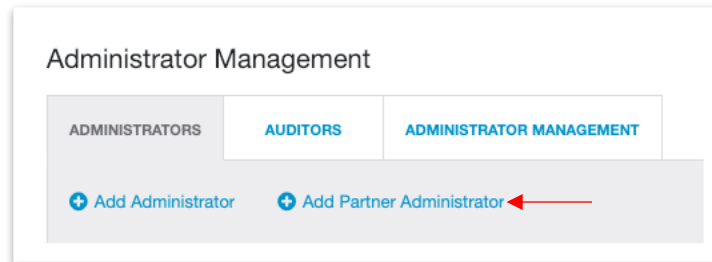 Administrator Management
ADMINISTRATORS AUDITORS ADMINISTRATOR MANAGEMENT
Add Administrator Add Partner Administrator